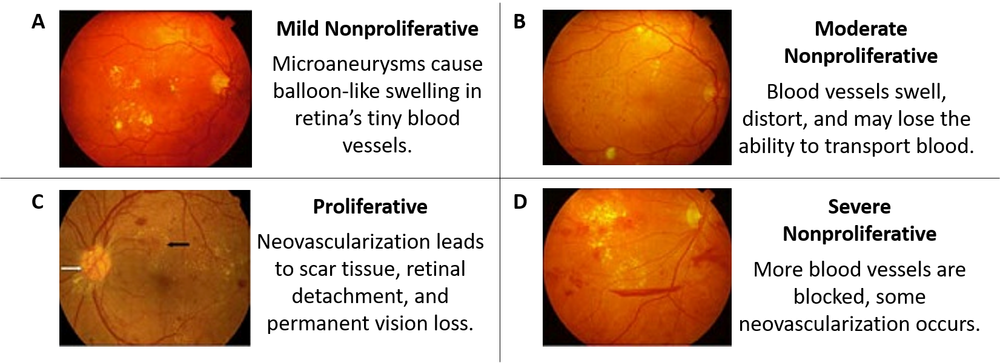 A
Mild Nonproliferative
Microaneurysms cause
balloon-like swelling in
retina’s tiny blood
vessels.
B
Moderate
Nonproliferative
Blood vessels swell,
distort, and may lose the
ability to transport blood.
C
Proliferative
Neovascularization leads
to scar tissue, retinal
detachment, and
permanent vision loss.
D
Severe
Nonproliferative
More blood vessels are
blocked, some
neovascularization occurs.